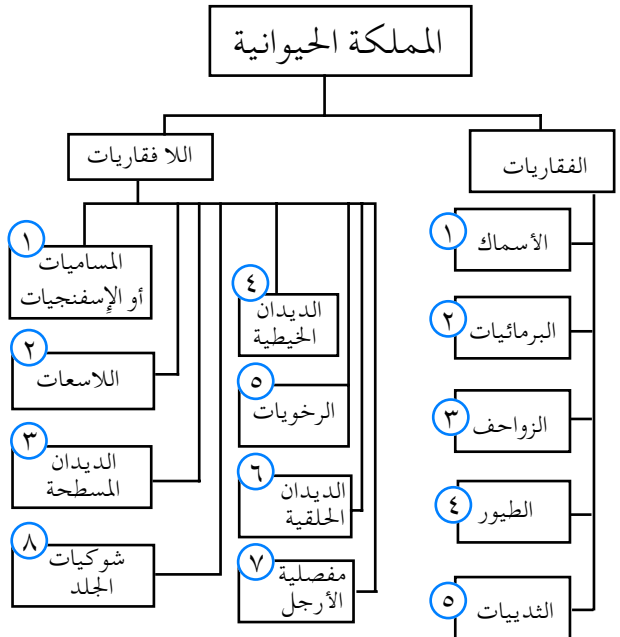 المملكة الحيوانية
الفقاريات
١
الأسماك
٢
البرمائيات
٣
الزواحف
٤
الطيور
٥
الثدييات
اللا فقاريات
١
المساميات
أو الإسفنجيات
٢
اللاسعات
٣
الديدان
المسطحة
٤
الديدان
الخيطية
٥
الرخويات
٦
الديدان
الحلقية
٧
مفصلية
الأرجل
٨
شوكيات
الجلد